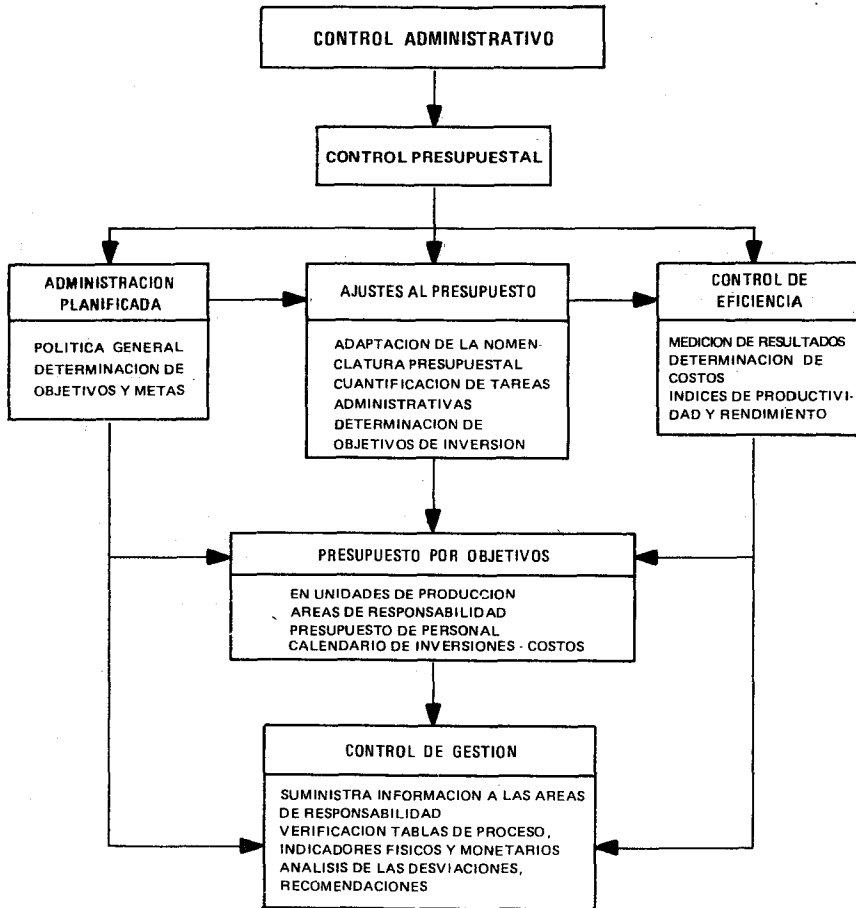 CONTROL ADMINISTRATIVO
CONTROL PRESUPUESTAL
ADMINISTRACION
PLANIFICADA
POLITICA GENERAL
DETERMINACION DE
OBJETIVOS Y METAS
AJUSTES AL PRESUPUESTO
ADAPTACION DE LA NOMEN-
CLATURA PRESUPUESTAL
CUANTIFICACION DE TAREAS
ADMINISTRATIVAS
DETERMINACION DE
OBJETIVOS DE INVERSION
CONTROL DE
EFICIENCIA
MEDICION DE RESULTADOS
DETERMINACION DE
COSTOS
INDICES DE PRODUCTIVI-
DAD Y RENDIMIENTO
PRESUPUESTO POR OBJETIVOS
EN UNIDADES DE PRODUCCION
AREAS DE RESPONSABILIDAD
PRESUPUESTO DE PERSONAL
CALENDARIO DE INVERSIONES - COSTOS
CONTROL DE GESTION
SUMINISTRA INFORMACION A LAS AREAS
DE RESPONSABILIDAD
VERIFICACION TABLAS DE PROCESO,
INDICADORES FISICOS Y MONETARIOS
ANALISIS DE LAS DESVIACIONES,
RECOMENDACIONES